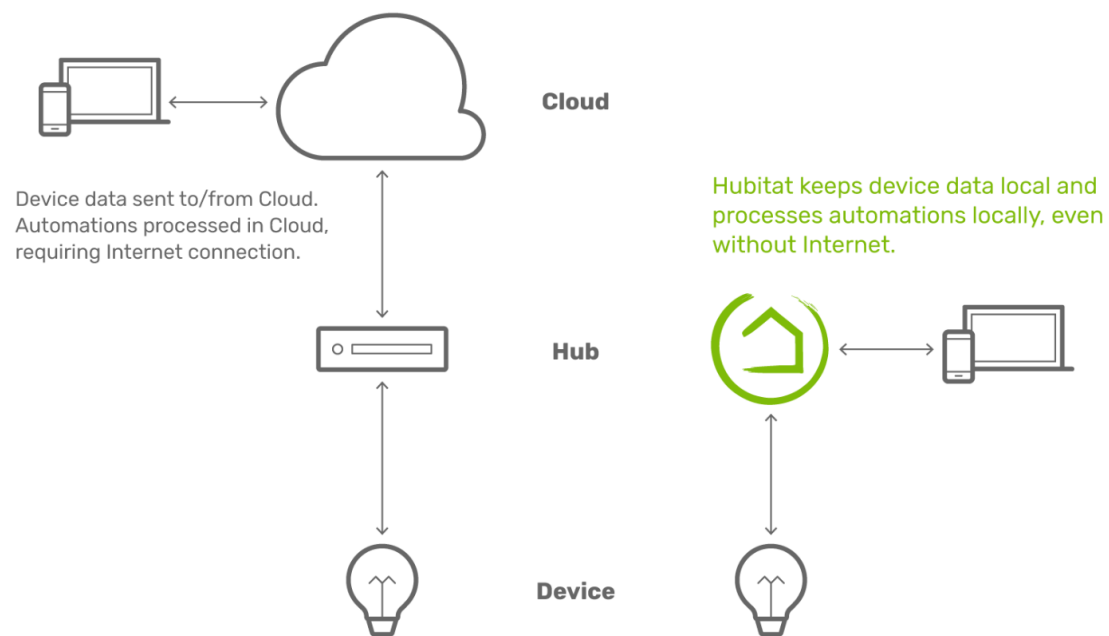 Cloud
Device data sent to/from Cloud.
Automations processed in Cloud,
requiring Internet connection.
Hubitat keeps device data local and
processes automations locally, even
without Internet.
Hub
Device